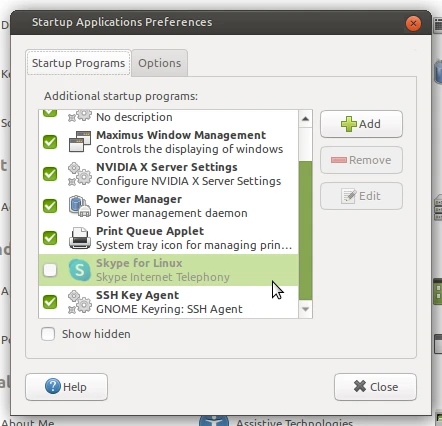 Startup Applications Preferences
Startup Programs
Options
Additional startup programs:
No description
Maximus Window Management
Controls the displaying of windows
NVIDIA X Server Settings
Configure NVIDIA X Server Settings
Power Manager
Power management daemon
Print Queue Applet
System tray icon for managing prin...
Skype for Linux
Skype Internet Telephony
SSH Key Agent
GNOME Keyring: SSH Agent
Add
Remove
Edit
Show hidden
Help
Close
About Me
Assistive Technologies